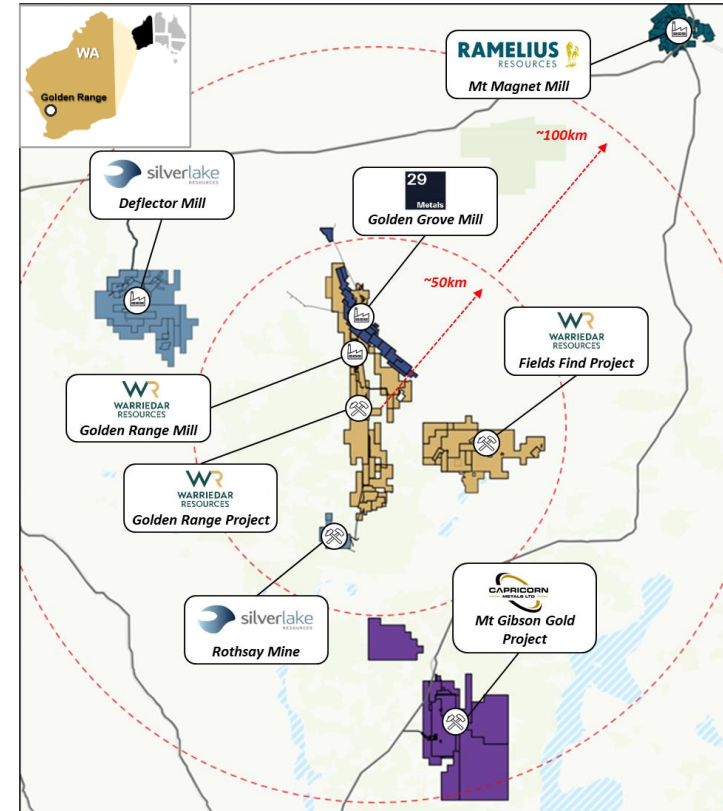 WA
Golden Range
RAMELIUS
RESOURCES
Mt Magnet Mill
~100km
silverlake
RESOURCES
Deflector Mill
29
Metals
Golden Grove Mill
~50km
WR
WARRIEDAR
RESOURCES
Fields Find Project
WR
WARRIEDAR
RESOURCES
Golden Range Mill
WR
WARRIEDAR
RESOURCES
Golden Range Project
silverlake
RESOURCES
Rothsay Mine
CAPRICORN
METALS LTD
Mt Gibson Gold
Project